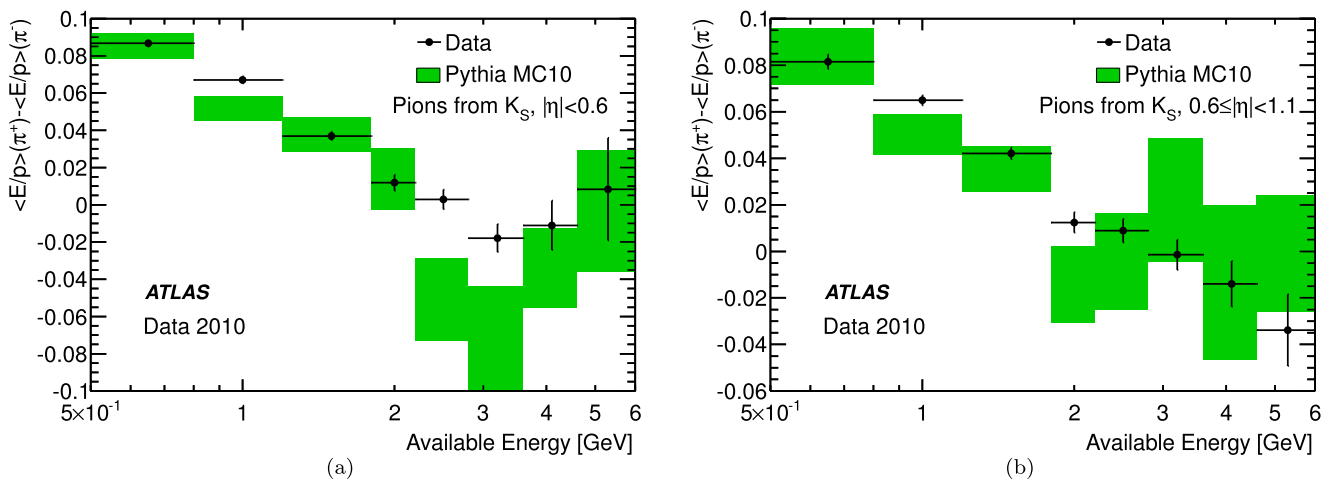 <E/p>(π⁺)-<E/p>(π⁻)
0.1
0.08
0.06
0.04
0.02
0
-0.02
-0.04
-0.06
-0.08
-0.1
Data
Pythia MC10
Pions from K_S, |η|<0.6
ATLAS
Data 2010
5×10⁻¹ 1 2 3 4 5 6
Available Energy [GeV]
(a)
<E/p>(π⁺)-<E/p>(π⁻)
0.1
0.08
0.06
0.04
0.02
0
-0.02
-0.04
-0.06
Data
Pythia MC10
Pions from K_S, 0.6≤|η|<1.1
ATLAS
Data 2010
5×10⁻¹ 1 2 3 4 5 6
Available Energy [GeV]
(b)